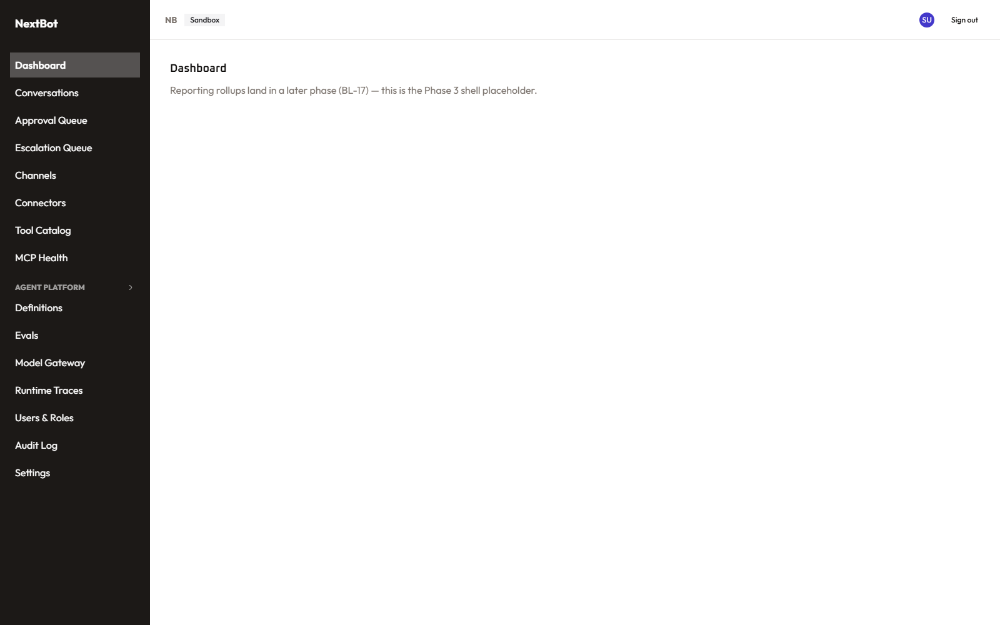 NextBot
Dashboard
Conversations
Approval Queue
Escalation Queue
Channels
Connectors
Tool Catalog
MCP Health
AGENT PLATFORM
Definitions
Evals
Model Gateway
Runtime Traces
Users & Roles
Audit Log
Settings
NB Sandbox
SU Sign out
Dashboard
Reporting rollups land in a later phase (BL-17) — this is the Phase 3 shell placeholder.